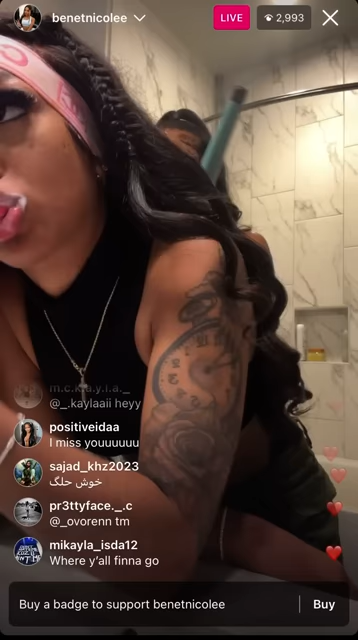 benetnicolee
LIVE
2,993
m.c.k.a.y.l.a._
@_.kaylaaii heyy
positiveidaa
I miss youuuuuu
sajad_khz2023
خوش حلگ
pr3ttyface._.c
@_ovorenn tm
mikayla_isda12
Where y'all finna go
Buy a badge to support benetnicolee
Buy